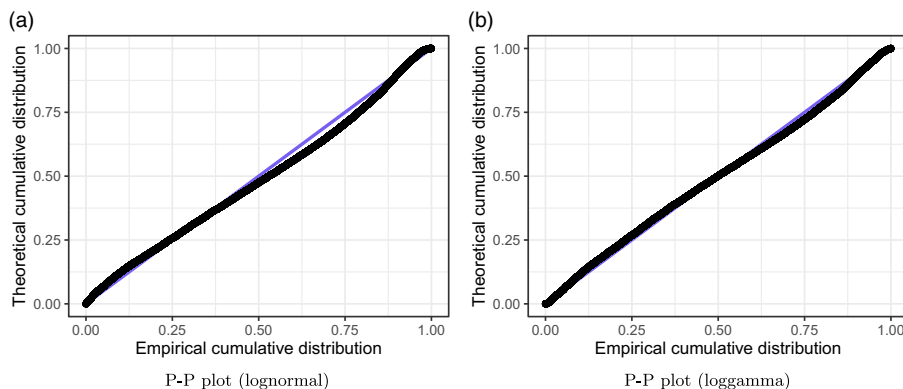 (a)
Theoretical cumulative distribution
1.00
0.75
0.50
0.25
0.00
0.00 0.25 0.50 0.75 1.00
Empirical cumulative distribution
P-P plot (lognormal)
(b)
Theoretical cumulative distribution
1.00
0.75
0.50
0.25
0.00
0.00 0.25 0.50 0.75 1.00
Empirical cumulative distribution
P-P plot (loggamma)